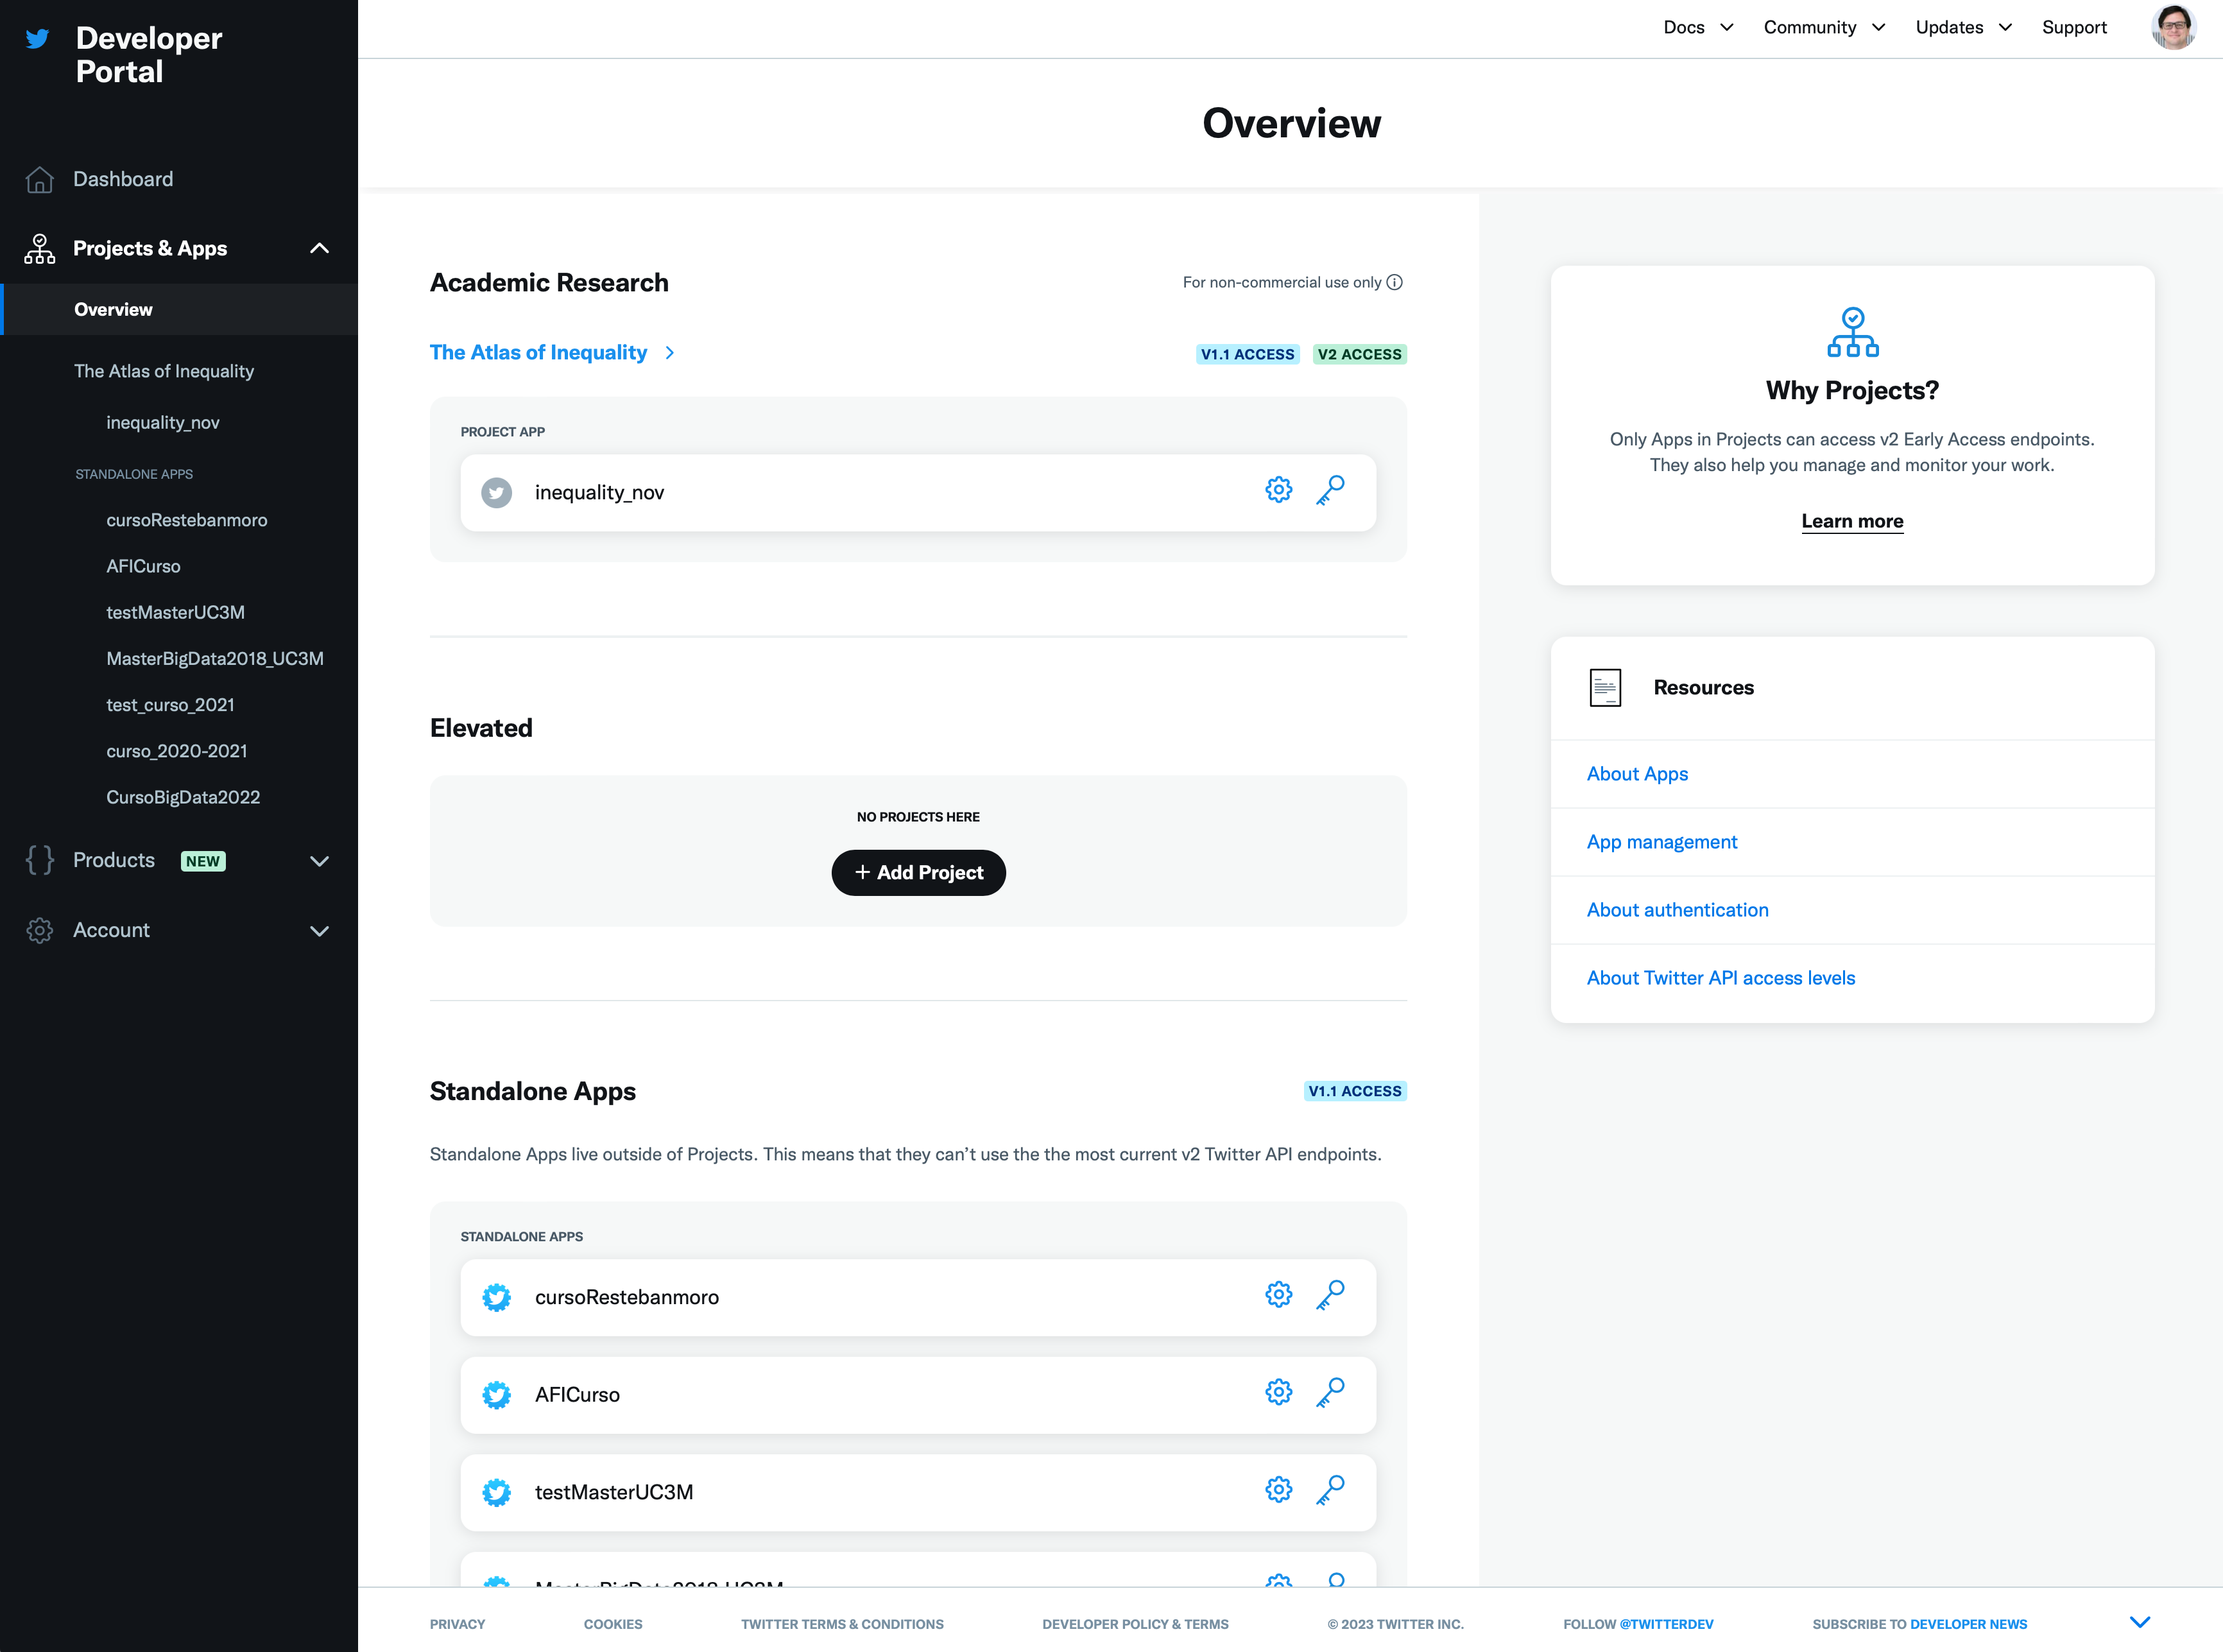 Developer
Portal
Dashboard
Projects & Apps
Overview
The Atlas of Inequality
inequality_nov
STANDALONE APPS
cursoRestebanmoro
AFICurso
testMasterUC3M
MasterBigData2018_UC3M
test_curso_2021
curso_2020-2021
CursoBigData2022
Products NEW
Account
Docs Community Updates Support
Overview
Academic Research
For non-commercial use only
The Atlas of Inequality
V1.1 ACCESS V2 ACCESS
PROJECT APP
inequality_nov
Elevated
NO PROJECTS HERE
+ Add Project
Standalone Apps
V1.1 ACCESS
Standalone Apps live outside of Projects. This means that they can’t use the the most current v2 Twitter API endpoints.
STANDALONE APPS
cursoRestebanmoro
AFICurso
testMasterUC3M
MasterBigData2018_UC3M
Why Projects?
Only Apps in Projects can access v2 Early Access endpoints.
They also help you manage and monitor your work.
Learn more
Resources
About Apps
App management
About authentication
About Twitter API access levels
PRIVACY COOKIES TWITTER TERMS & CONDITIONS DEVELOPER POLICY & TERMS © 2023 TWITTER INC. FOLLOW @TWITTERDEV SUBSCRIBE TO DEVELOPER NEWS